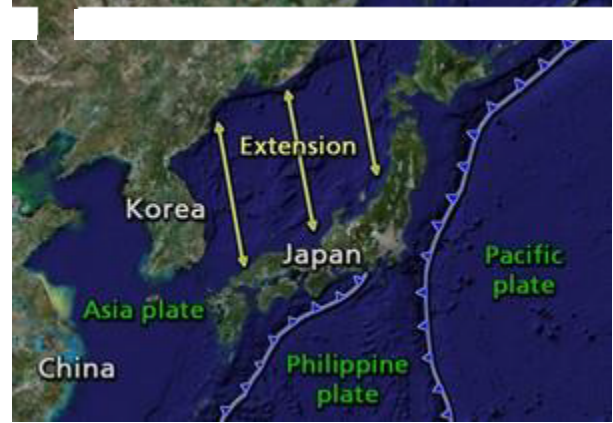 Extension
Korea
Japan
Pacific
plate
Asia plate
China
Philippine
plate